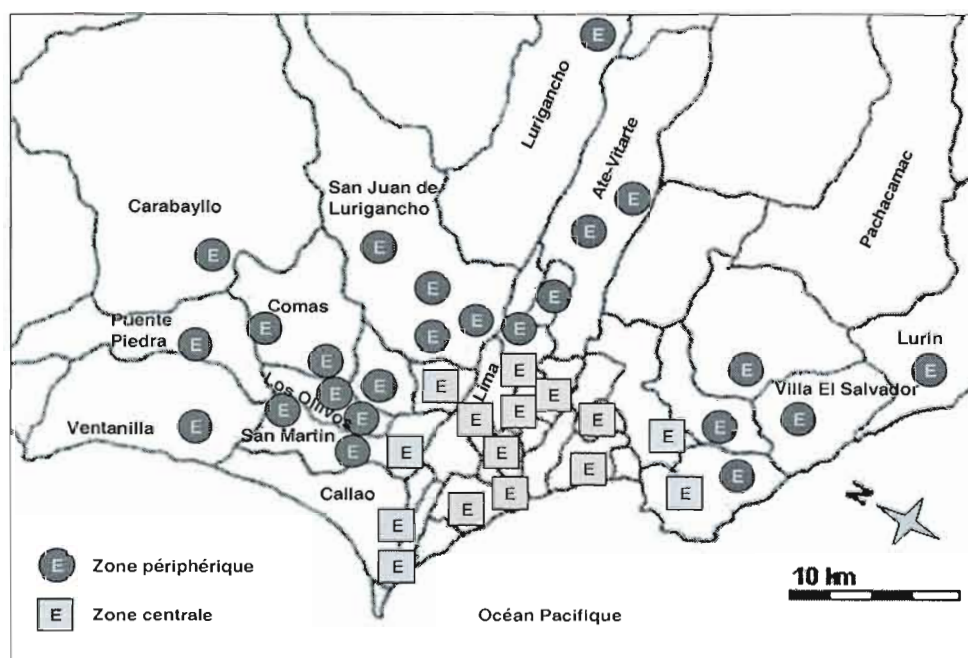 E
Lurigancho
Ate-Vitarte
Pachacamac
San Juan de
Lurigancho
E
E
Carabayllo
E
E
E
E
Comas
E
Puente
Piedra
E
E
E
E
E
Lurin
E
Lima
E
E
E
E
E
E
E
Villa El Salvador
Los Olivos
E
E
E
E
E
E
E
Ventanilla
E
San Martin
E
E
E
E
E
E
E
Callao
E
E
E
E
N
E
E
E
Zone périphérique
10 km
E
Zone centrale
Océan Pacifique